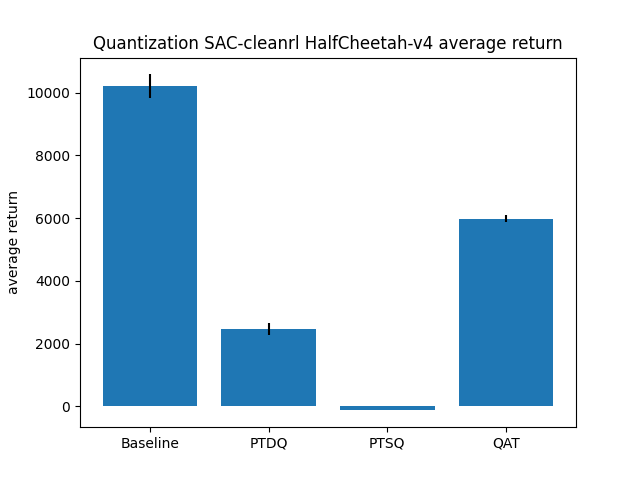 Quantization SAC-cleanrl HalfCheetah-v4 average return
average return
10000
8000
6000
4000
2000
0
Baseline PTDQ PTSQ QAT